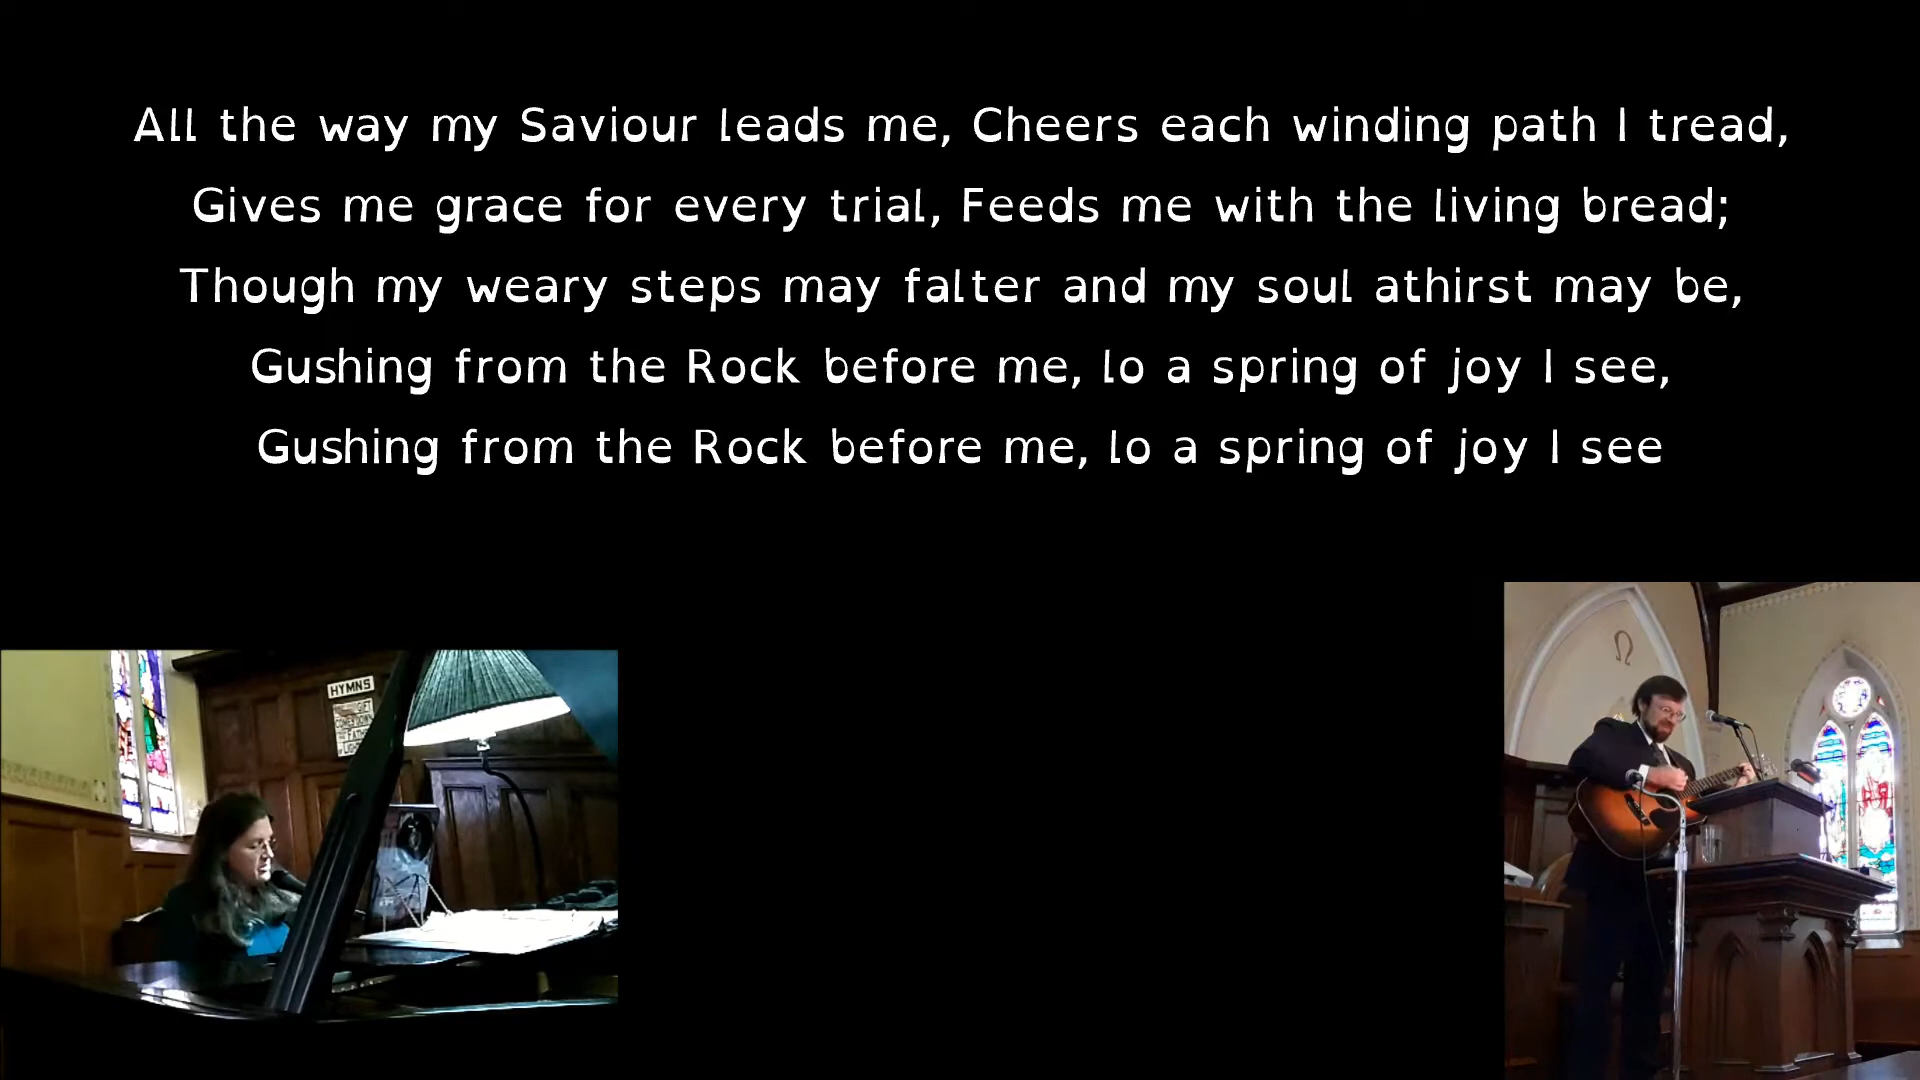 All the way my Saviour leads me, Cheers each winding path I tread,
Gives me grace for every trial, Feeds me with the living bread;
Though my weary steps may falter and my soul athirst may be,
Gushing from the Rock before me, lo a spring of joy I see,
Gushing from the Rock before me, lo a spring of joy I see
HYMNS
Ω